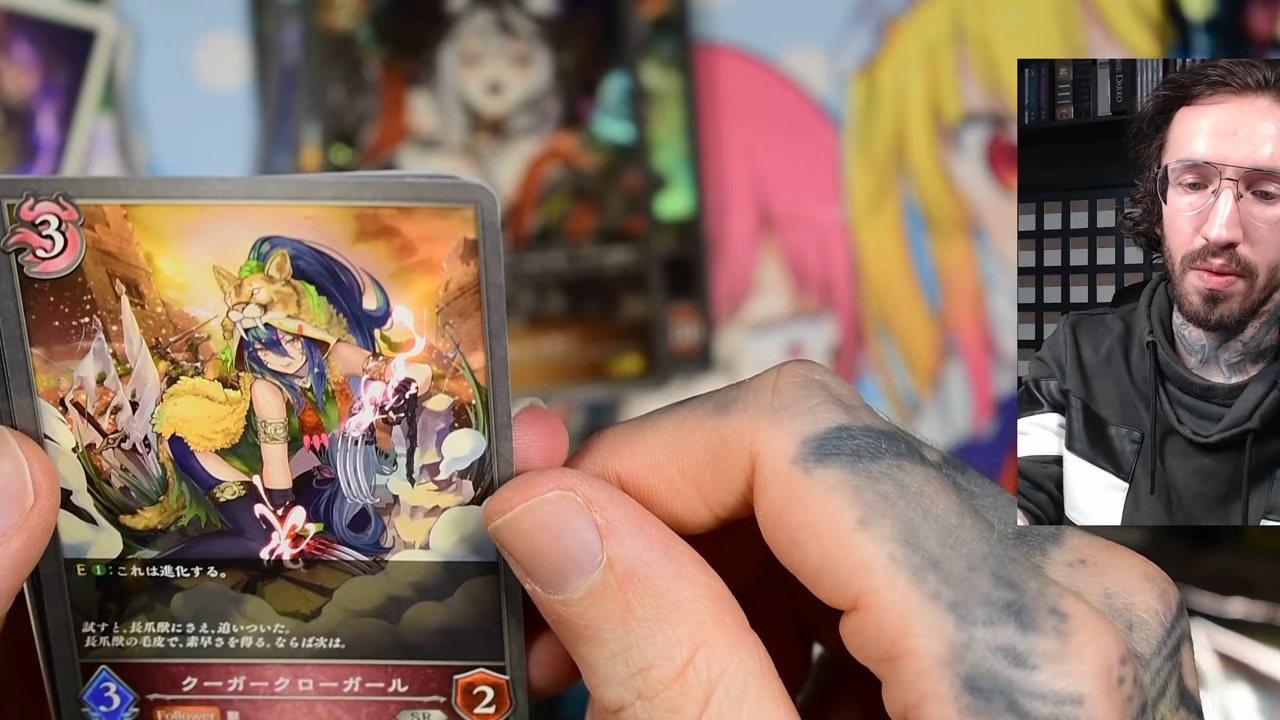 3
E 1:これは進化する。
試すと、長爪獣にさえ、追いついた。
長爪獣の毛皮で、素早さを得る。ならば次は。
3 クーガークローガール 2
Follower SR
DARKO